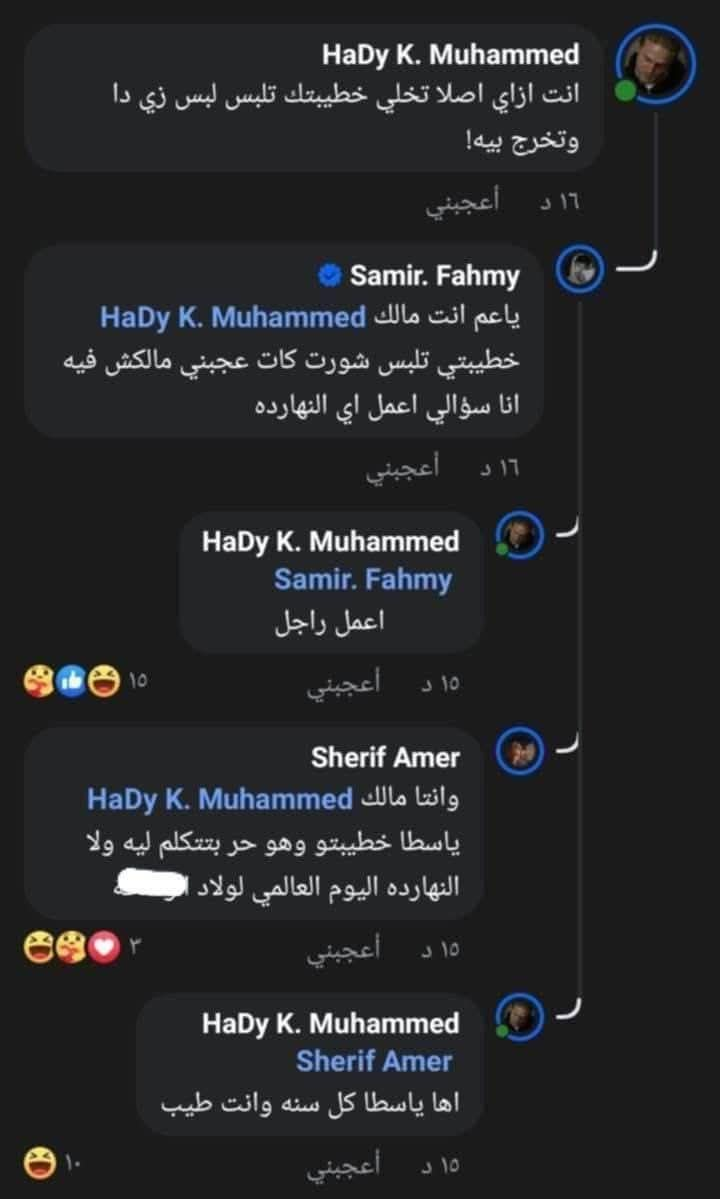 HaDy K. Muhammed
انت ازاي اصلا تخلي خطيبتك تلبس لبس زي دا
وتخرج بيه!
١٦ د أعجبني
Samir. Fahmy
ياعم انت مالك HaDy K. Muhammed
خطيبتي تلبس شورت كات عجبني مالكش فيه
انا سؤالي اعمل اي النهارده
١٦ د أعجبني
HaDy K. Muhammed
Samir. Fahmy
اعمل راجل
١٥ د أعجبني ١٥
Sherif Amer
وانتا مالك HaDy K. Muhammed
ياسطا خطيبتو وهو حر بتتكلم ليه ولا
النهارده اليوم العالمي لولاد
١٥ د أعجبني ٣
HaDy K. Muhammed
Sherif Amer
اها ياسطا كل سنه وانت طيب
١٥ د أعجبني ١٠